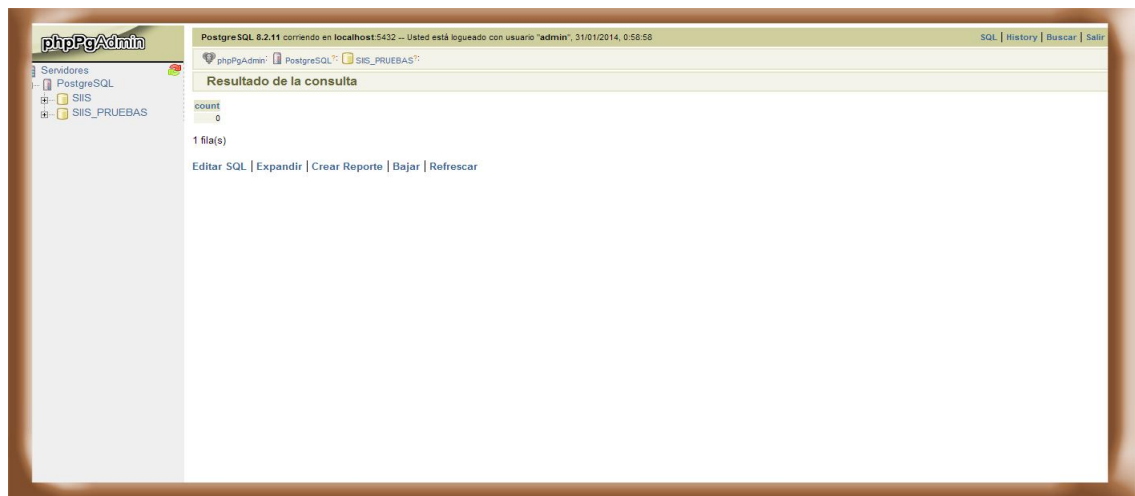 phpPgAdmin
Servidores
PostgreSQL
SIIS
SIIS_PRUEBAS
PostgreSQL 8.2.11 corriendo en localhost:5432 -- Usted está logueado con usuario "admin", 31/01/2014, 0:58:58
SQL | History | Buscar | Salir
phpPgAdmin: PostgreSQL?: SIIS_PRUEBAS?:
Resultado de la consulta
count
0
1 fila(s)
Editar SQL | Expandir | Crear Reporte | Bajar | Refrescar